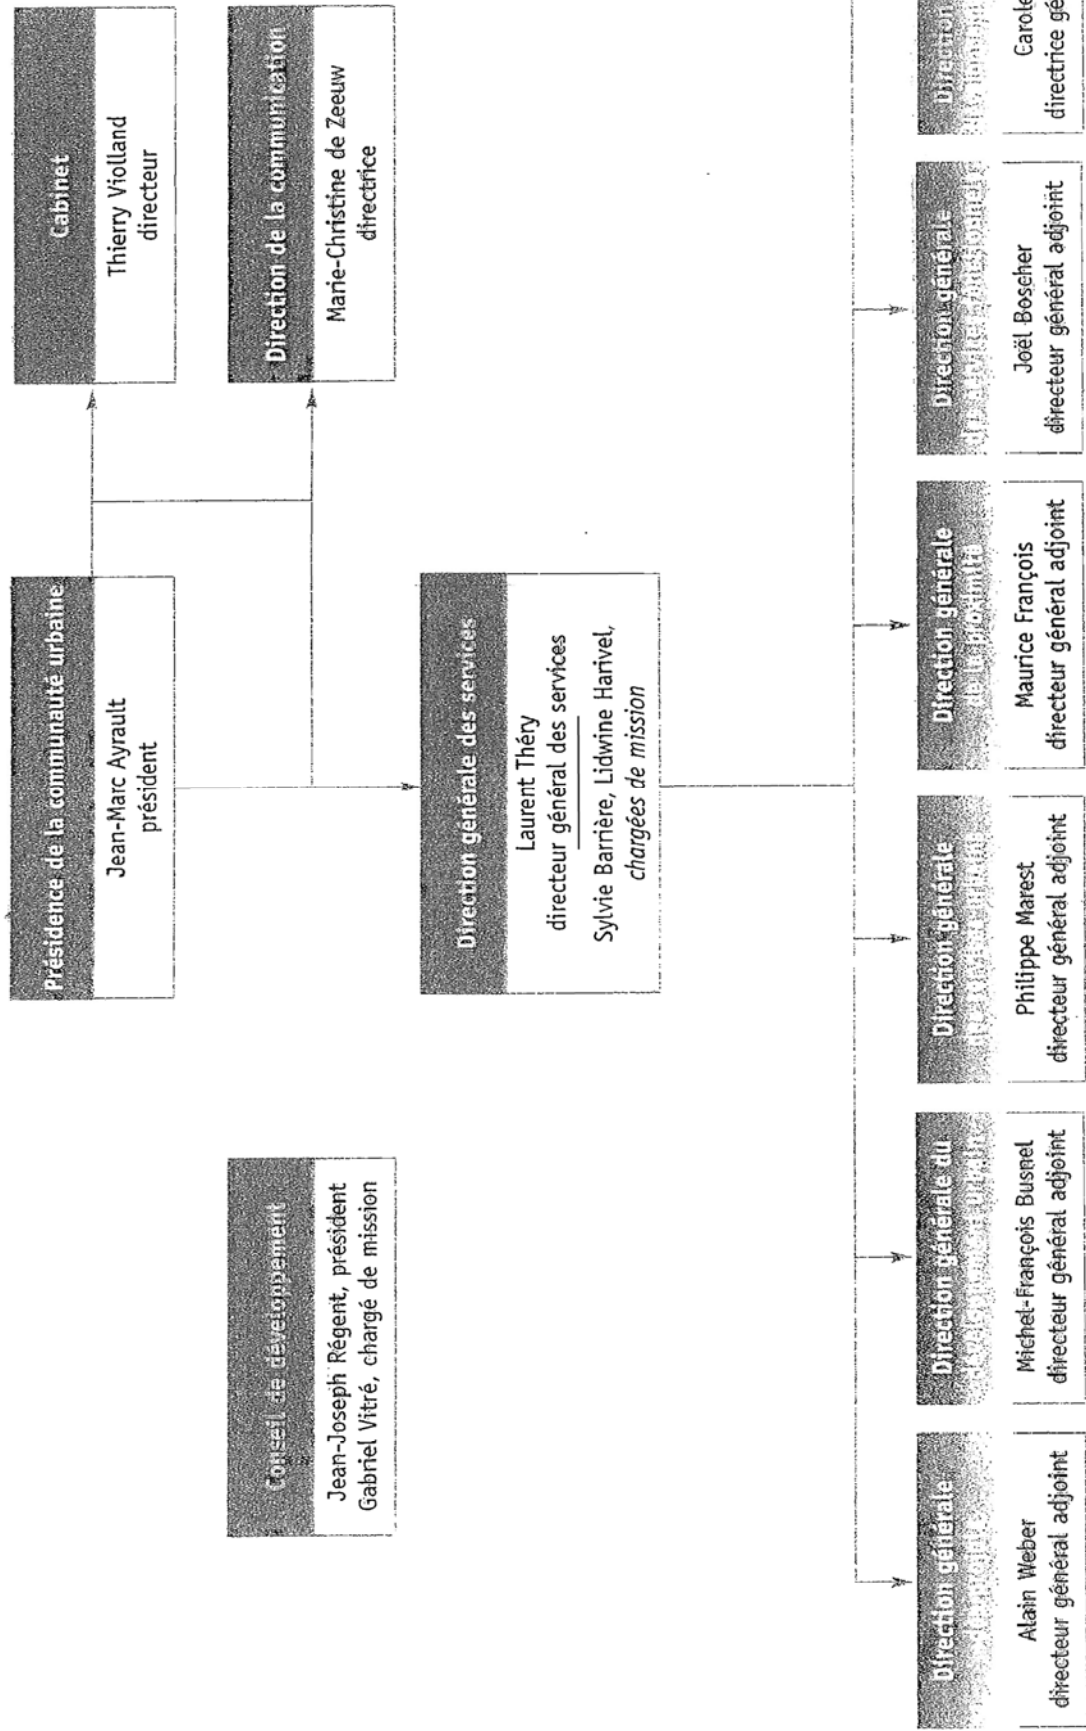 Présidence de la communauté urbaine
Jean-Marc Ayrault
président
Cabinet
Thierry Violland
directeur
Conseil de développement
Jean-Joseph Régent, président
Gabriel Vitré, chargé de mission
Direction de la communication
Marie-Christine de Zeeuw
directrice
Direction générale des services
Laurent Théry
directeur général des services
Sylvie Barrière, Lidwine Harivel,
chargées de mission
Direction générale
Alain Weber
directeur général adjoint
Direction générale du
Michel-François Busnel
directeur général adjoint
Direction générale
Philippe Marest
directeur général adjoint
Direction générale
de la proximité
Maurice François
directeur général adjoint
Direction générale
Joël Boscher
directeur général adjoint
Direction
Carole
directrice gé